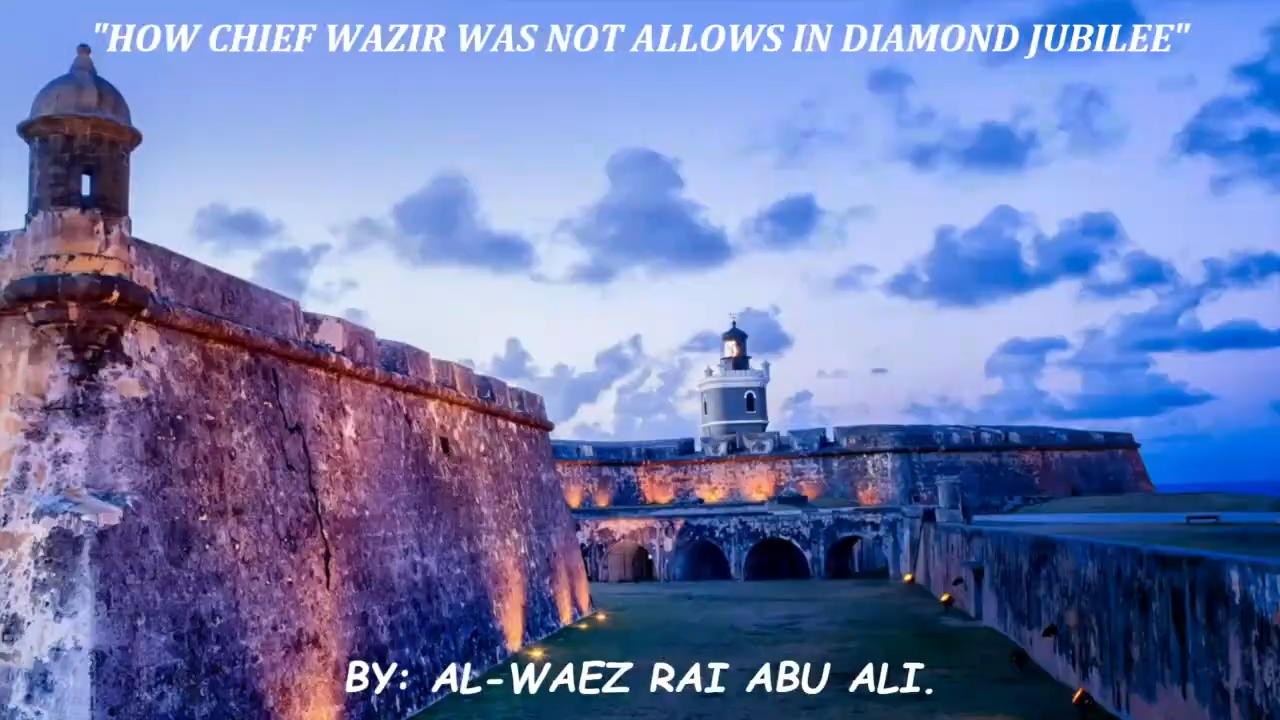 "HOW CHIEF WAZIR WAS NOT ALLOWS IN DIAMOND JUBILEE"
BY: AL-WAEZ RAI ABU ALI.